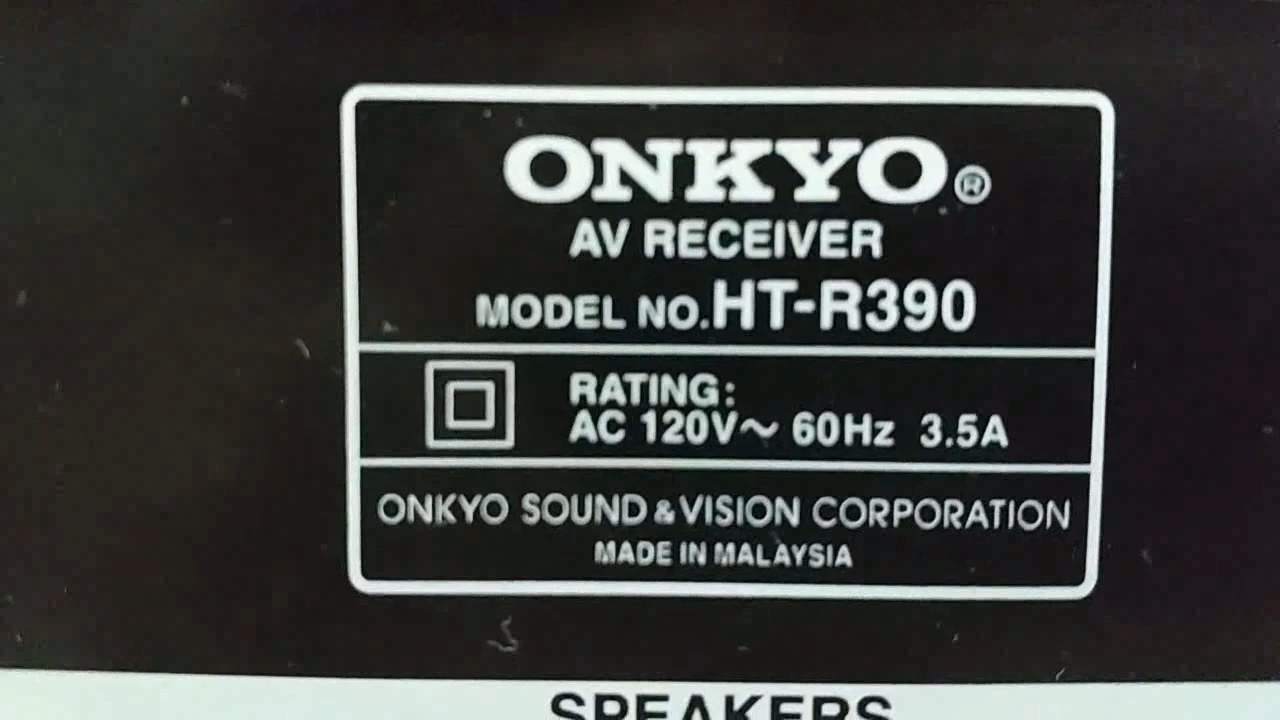 ONKYO®
AV RECEIVER
MODEL NO.HT-R390
RATING:
AC 120V~ 60Hz 3.5A
ONKYO SOUND & VISION CORPORATION
MADE IN MALAYSIA
SPEAKERS